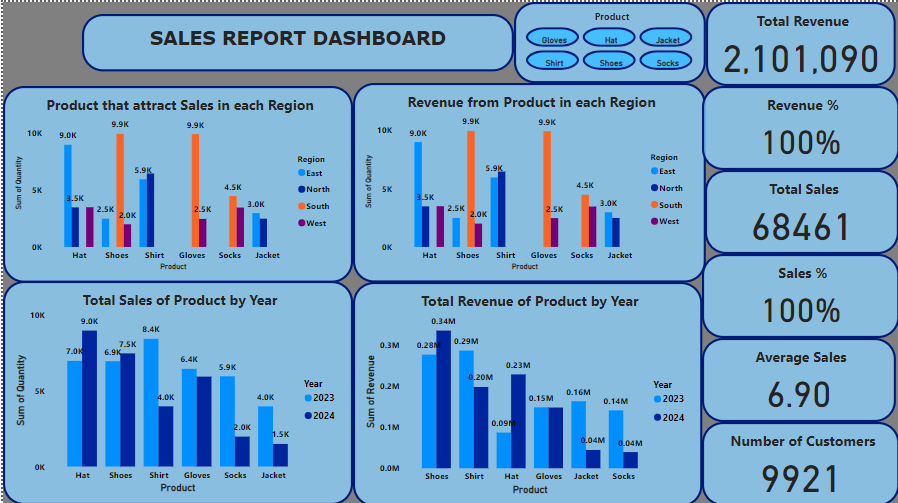 SALES REPORT DASHBOARD
Product
Gloves Hat Jacket
Shirt Shoes Socks
Total Revenue
2,101,090
Revenue %
100%
Total Sales
68461
Sales %
100%
Average Sales
6.90
Number of Customers
9921
Product that attract Sales in each Region
Sum of Quantity
10K
5K
0K
9.0K 3.5K 2.5K 9.9K 2.0K 5.9K 9.9K 2.5K 4.5K 3.0K
Hat Shoes Shirt Gloves Socks Jacket
Product
Region
East
North
South
West
Revenue from Product in each Region
Sum of Quantity
10K
5K
0K
9.0K 3.5K 2.5K 9.9K 2.0K 5.9K 9.9K 2.5K 4.5K 3.0K
Hat Shoes Shirt Gloves Socks Jacket
Product
Region
East
North
South
West
Total Sales of Product by Year
Sum of Quantity
10K
5K
0K
7.0K 9.0K 6.9K 7.5K 8.4K 4.0K 6.4K 5.9K 2.0K 4.0K 1.5K
Hat Shoes Shirt Gloves Socks Jacket
Product
Year
2023
2024
Total Revenue of Product by Year
Sum of Revenue
0.3M
0.2M
0.1M
0.0M
0.28M 0.34M 0.29M 0.20M 0.09M 0.23M 0.15M 0.16M 0.04M 0.14M 0.04M
Shoes Shirt Hat Gloves Jacket Socks
Product
Year
2023
2024